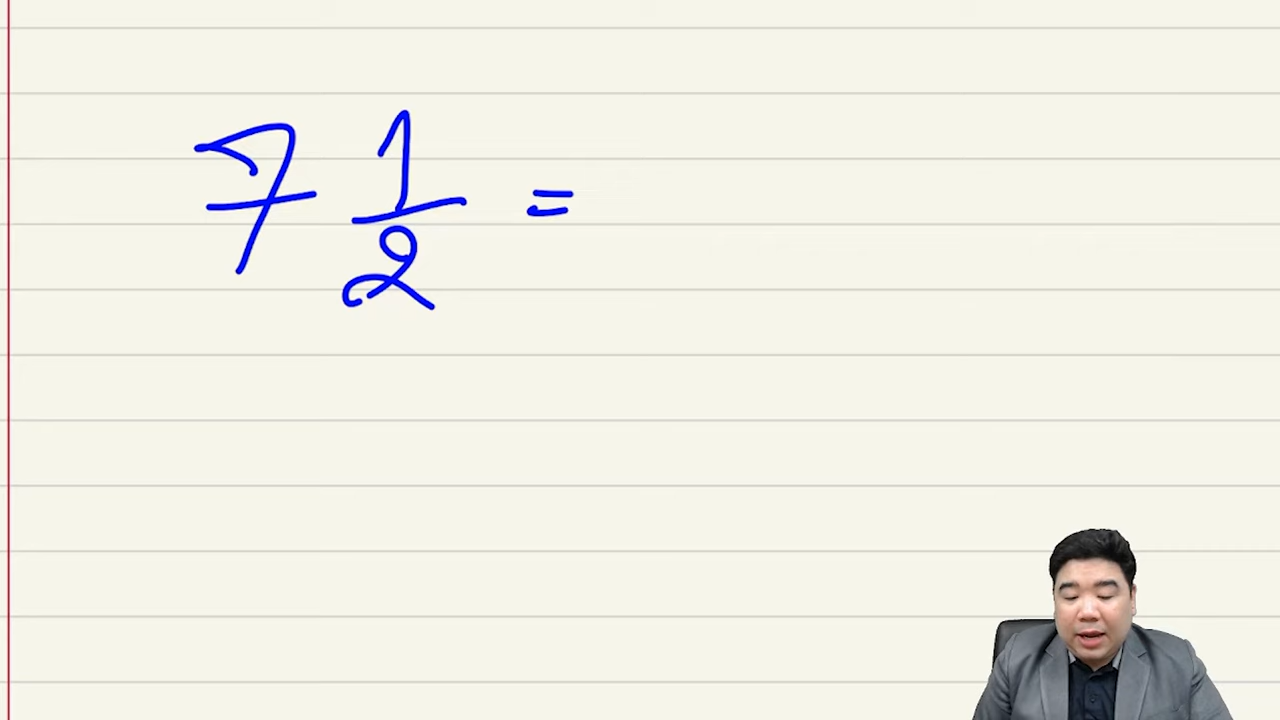 7 1/2 =